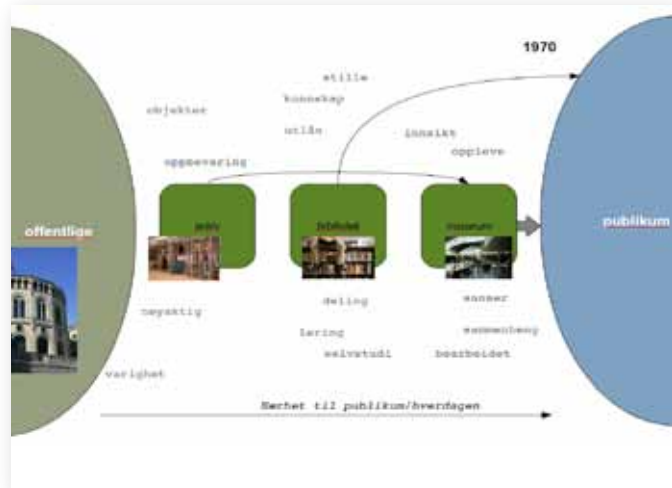 1970
stille
kunnskap
objekter
utlån
innsikt
oppleve
oppbevaring
arkiv
bibliotek
museum
offentlige
publikum
nøyaktig
deling
sanser
læring
sammenheng
selvstudi
bearbeidet
varighet
Nærhet til publikum/hverdagen